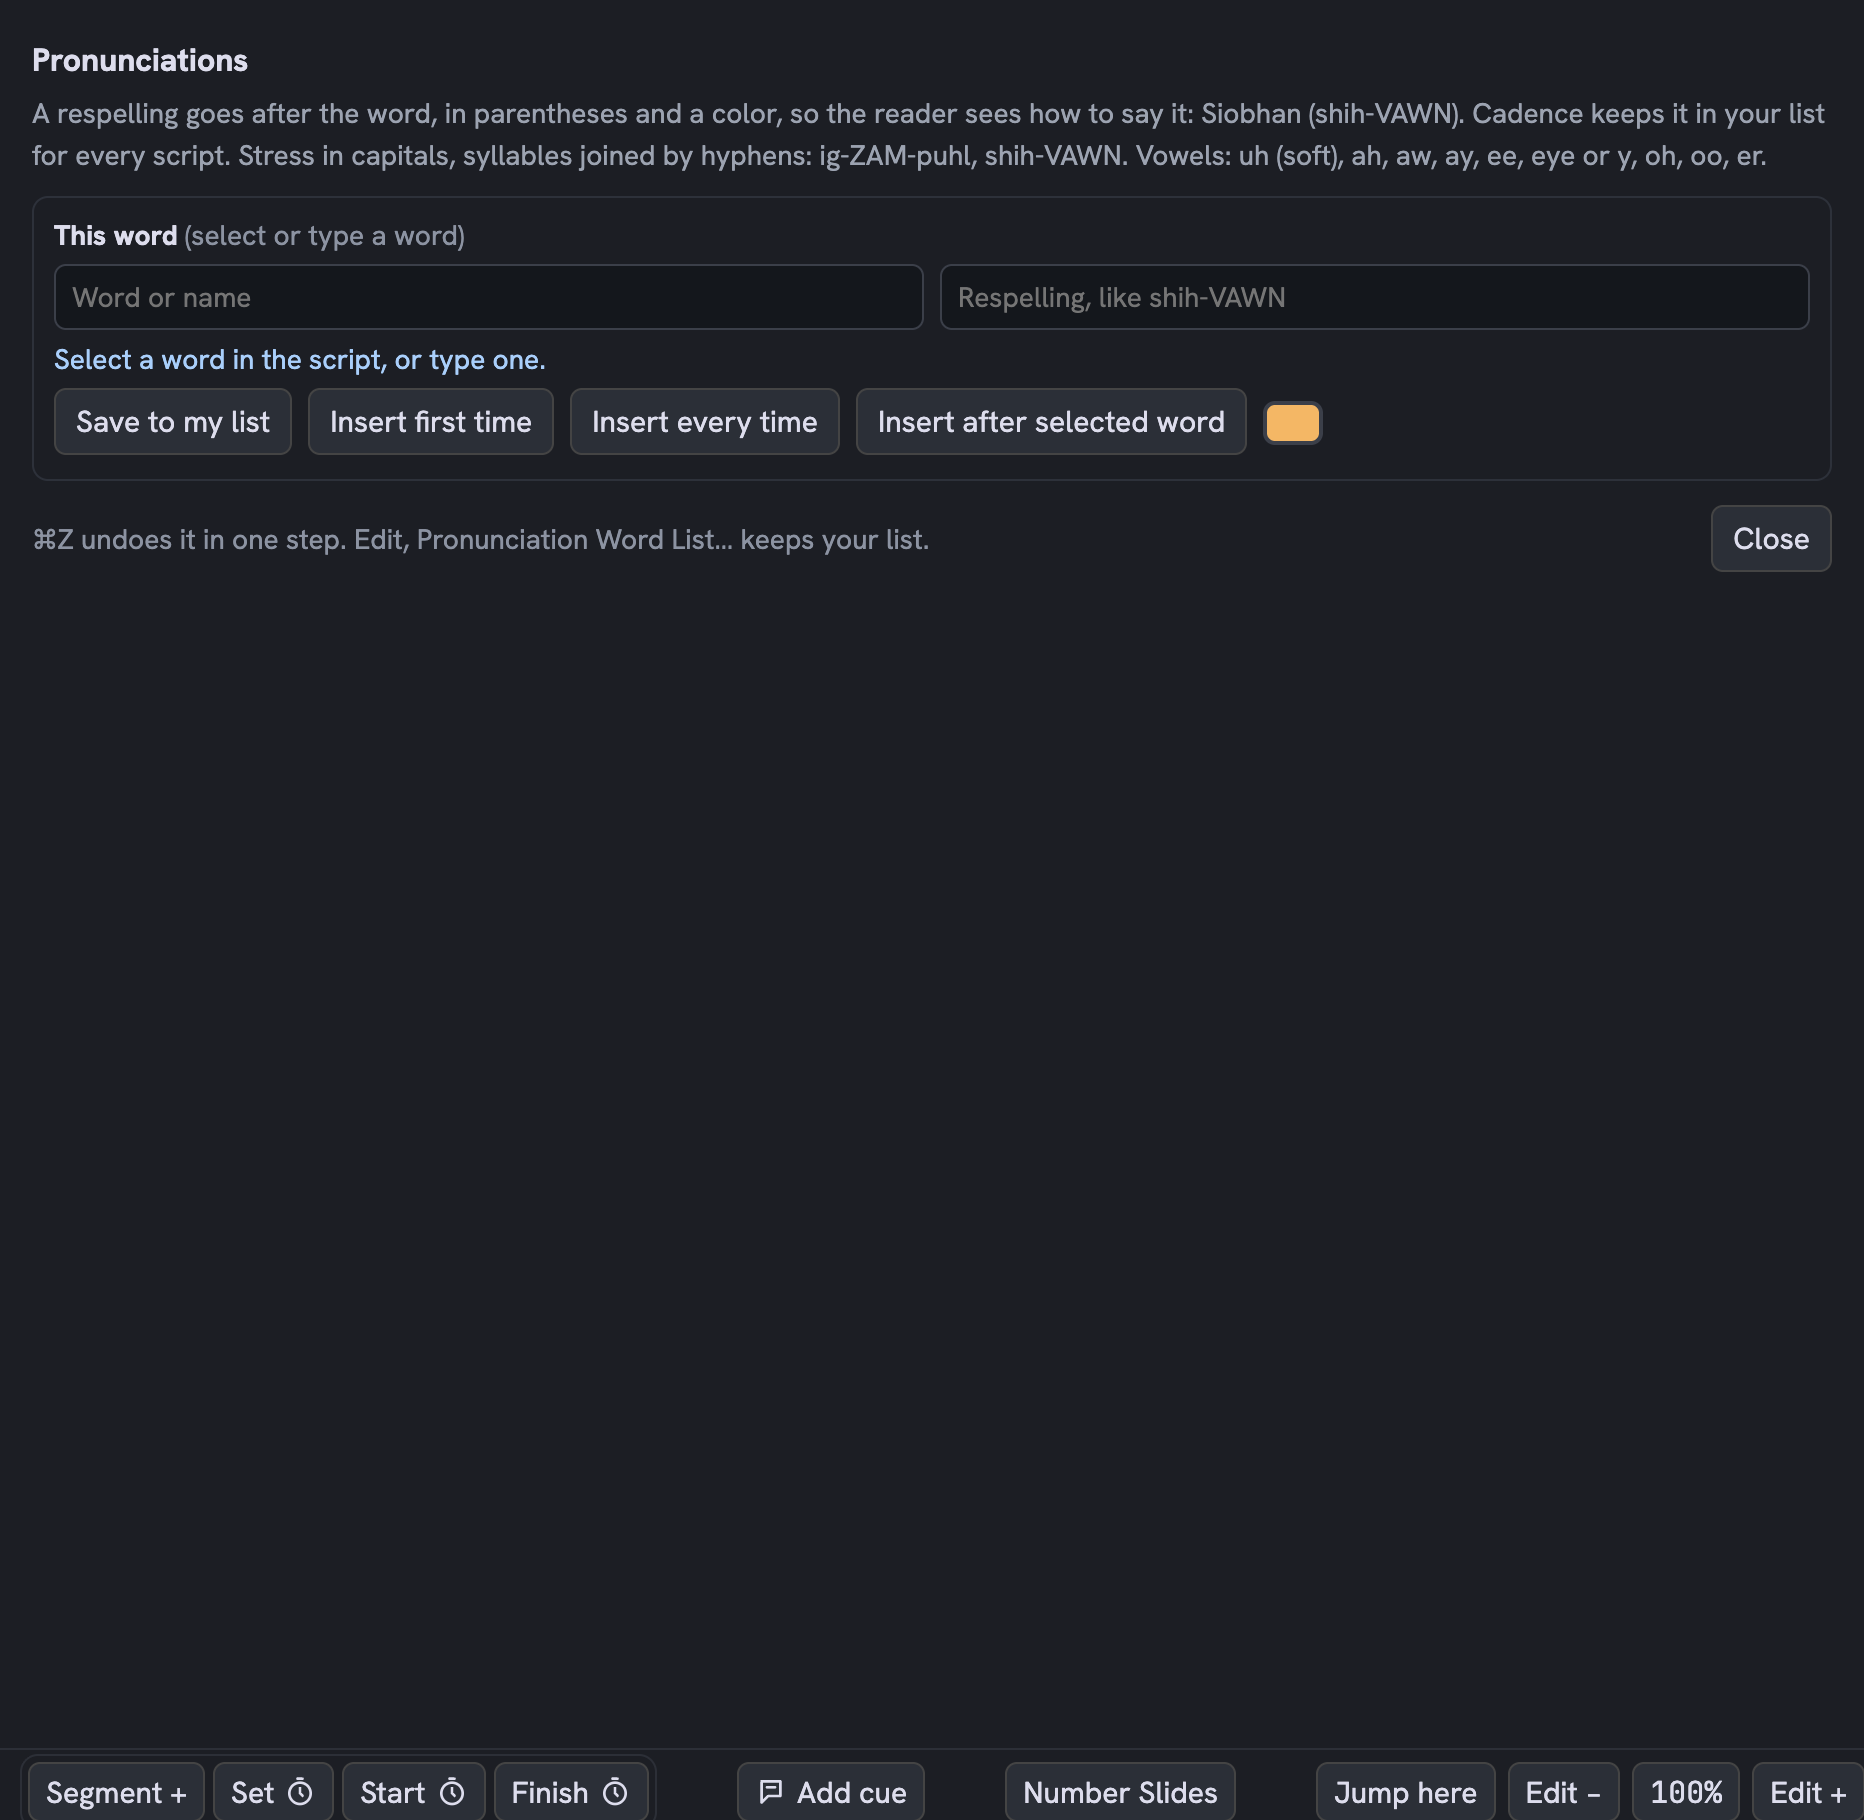 Pronunciations
A respelling goes after the word, in parentheses and a color, so the reader sees how to say it: Siobhan (shih-VAWN). Cadence keeps it in your list
for every script. Stress in capitals, syllables joined by hyphens: ig-ZAM-puhl, shih-VAWN. Vowels: uh (soft), ah, aw, ay, ee, eye or y, oh, oo, er.
This word (select or type a word)
Word or name
Respelling, like shih-VAWN
Select a word in the script, or type one.
Save to my list Insert first time Insert every time Insert after selected word
⌘Z undoes it in one step. Edit, Pronunciation Word List... keeps your list.
Close
Segment + Set Start Finish Add cue Number Slides Jump here Edit – 100% Edit +